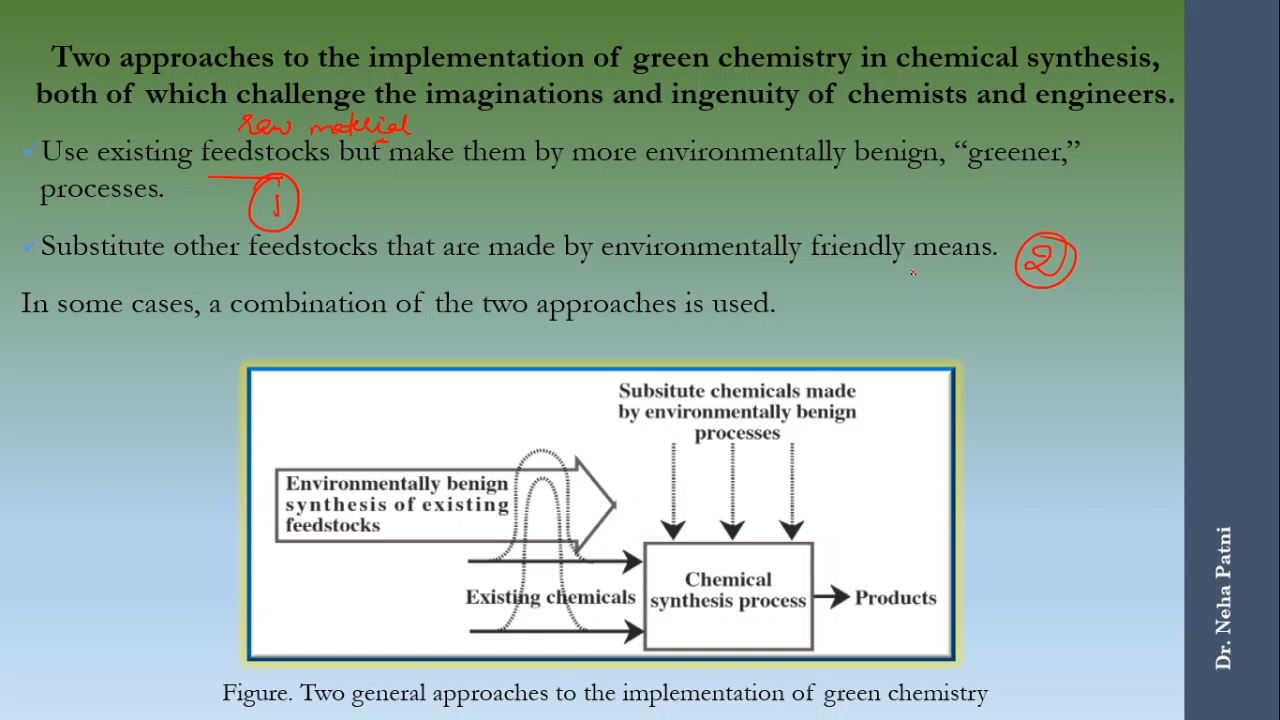 Two approaches to the implementation of green chemistry in chemical synthesis,
both of which challenge the imaginations and ingenuity of chemists and engineers.
raw material
✓Use existing feedstocks but make them by more environmentally benign, “greener,”
processes.
1
✓Substitute other feedstocks that are made by environmentally friendly means.
2
In some cases, a combination of the two approaches is used.
Subsitute chemicals made
by environmentally benign
processes
Environmentally benign
synthesis of existing
feedstocks
Existing chemicals
Chemical
synthesis process
Products
Figure. Two general approaches to the implementation of green chemistry
Dr. Neha Patni